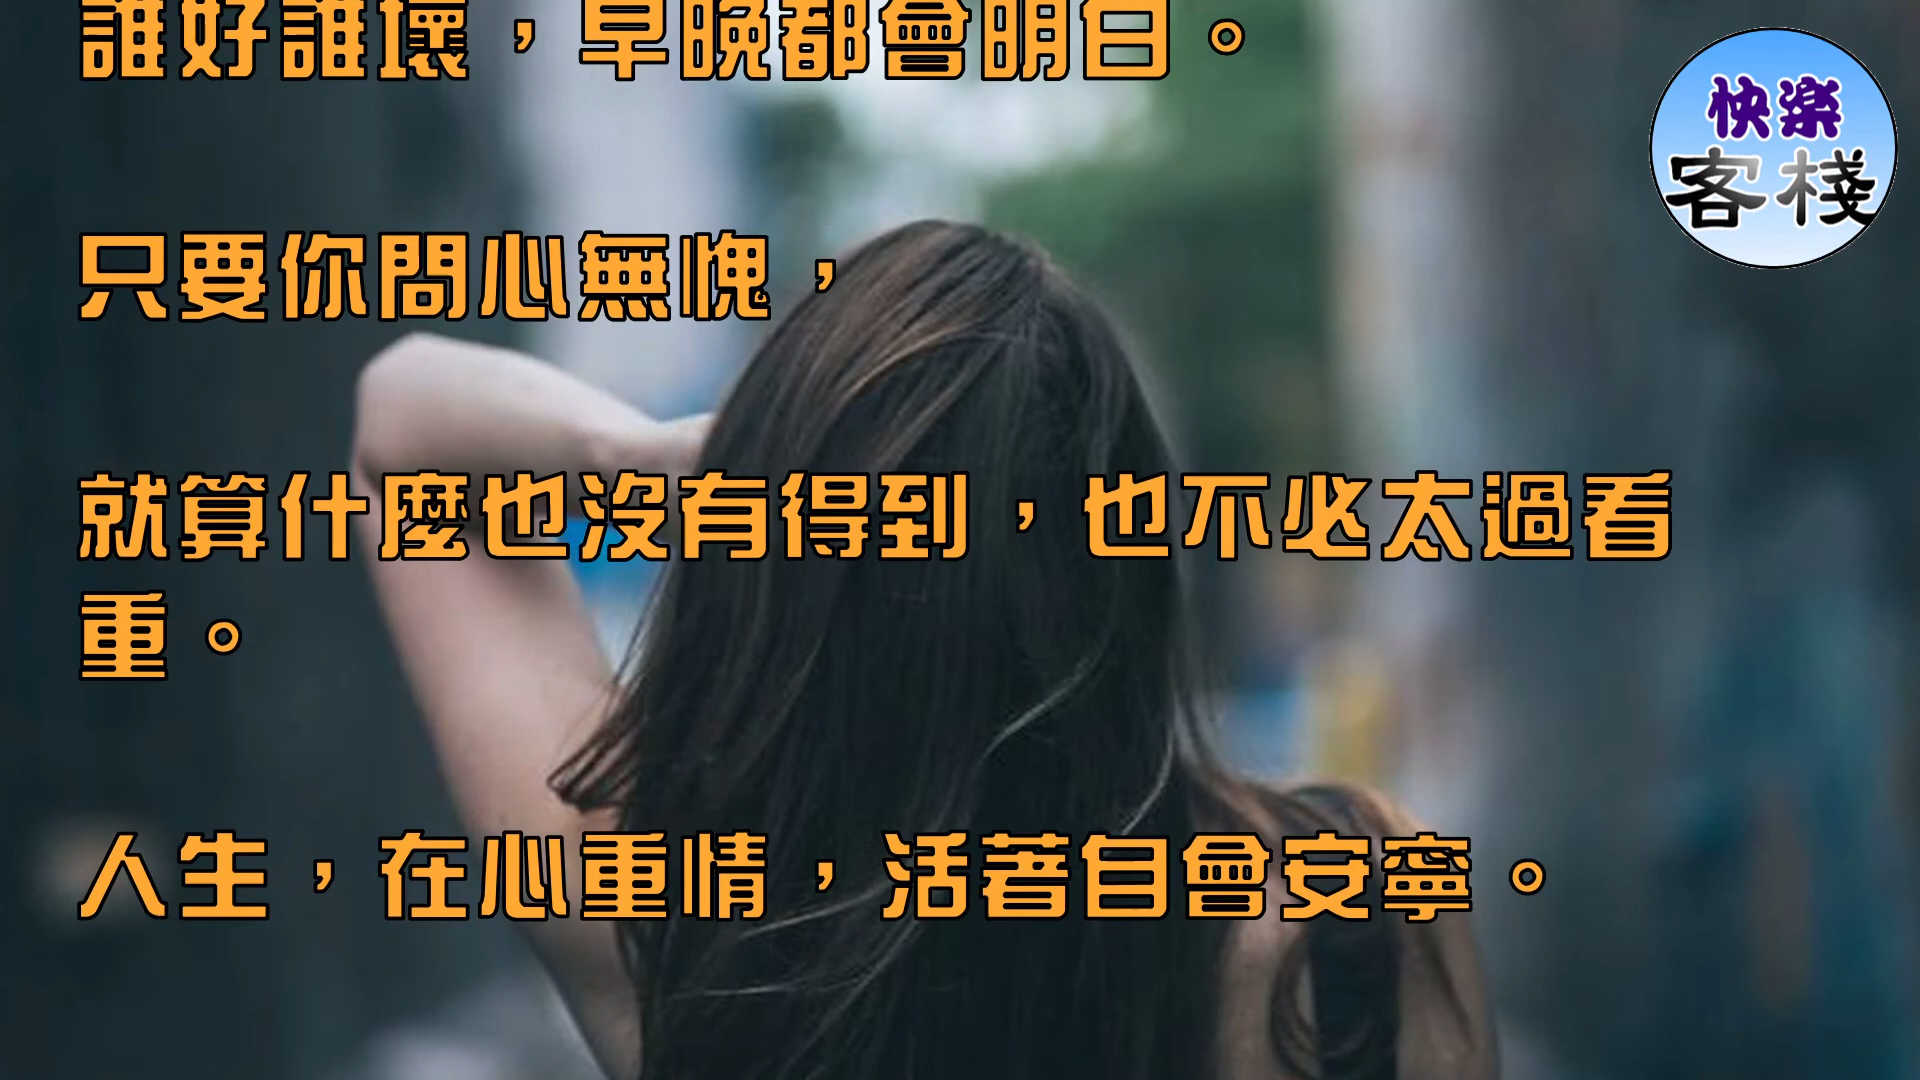 誰好誰壞，早晚都會明白。
快樂
客棧
只要你問心無愧，
就算什麼也沒有得到，也不必太過看
重。
人生，在心重情，活著自會安寧。